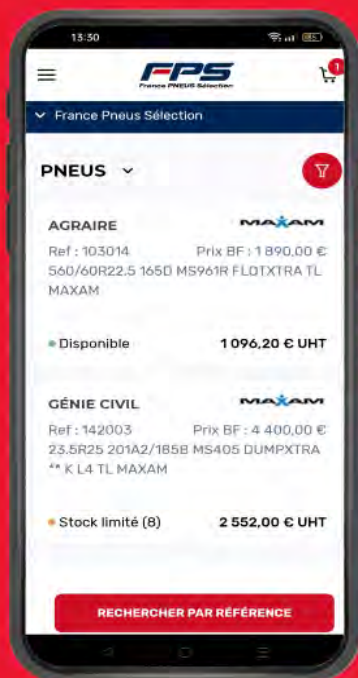 13:30
FPS
France PNEUS Sélection
1
France Pneus Sélection
PNEUS
AGRAIRE MAXAM
Ref : 103014 Prix BF : 1 890,00 €
560/60R22.5 165D MS961R FLOTXTRA TL
MAXAM
Disponible 1 096,20 € UHT
GÉNIE CIVIL MAXAM
Ref : 142003 Prix BF : 4 400,00 €
23.5R25 201A2/185B MS405 DUMPXTRA
** K L4 TL MAXAM
Stock limité (8) 2 552,00 € UHT
RECHERCHER PAR RÉFÉRENCE